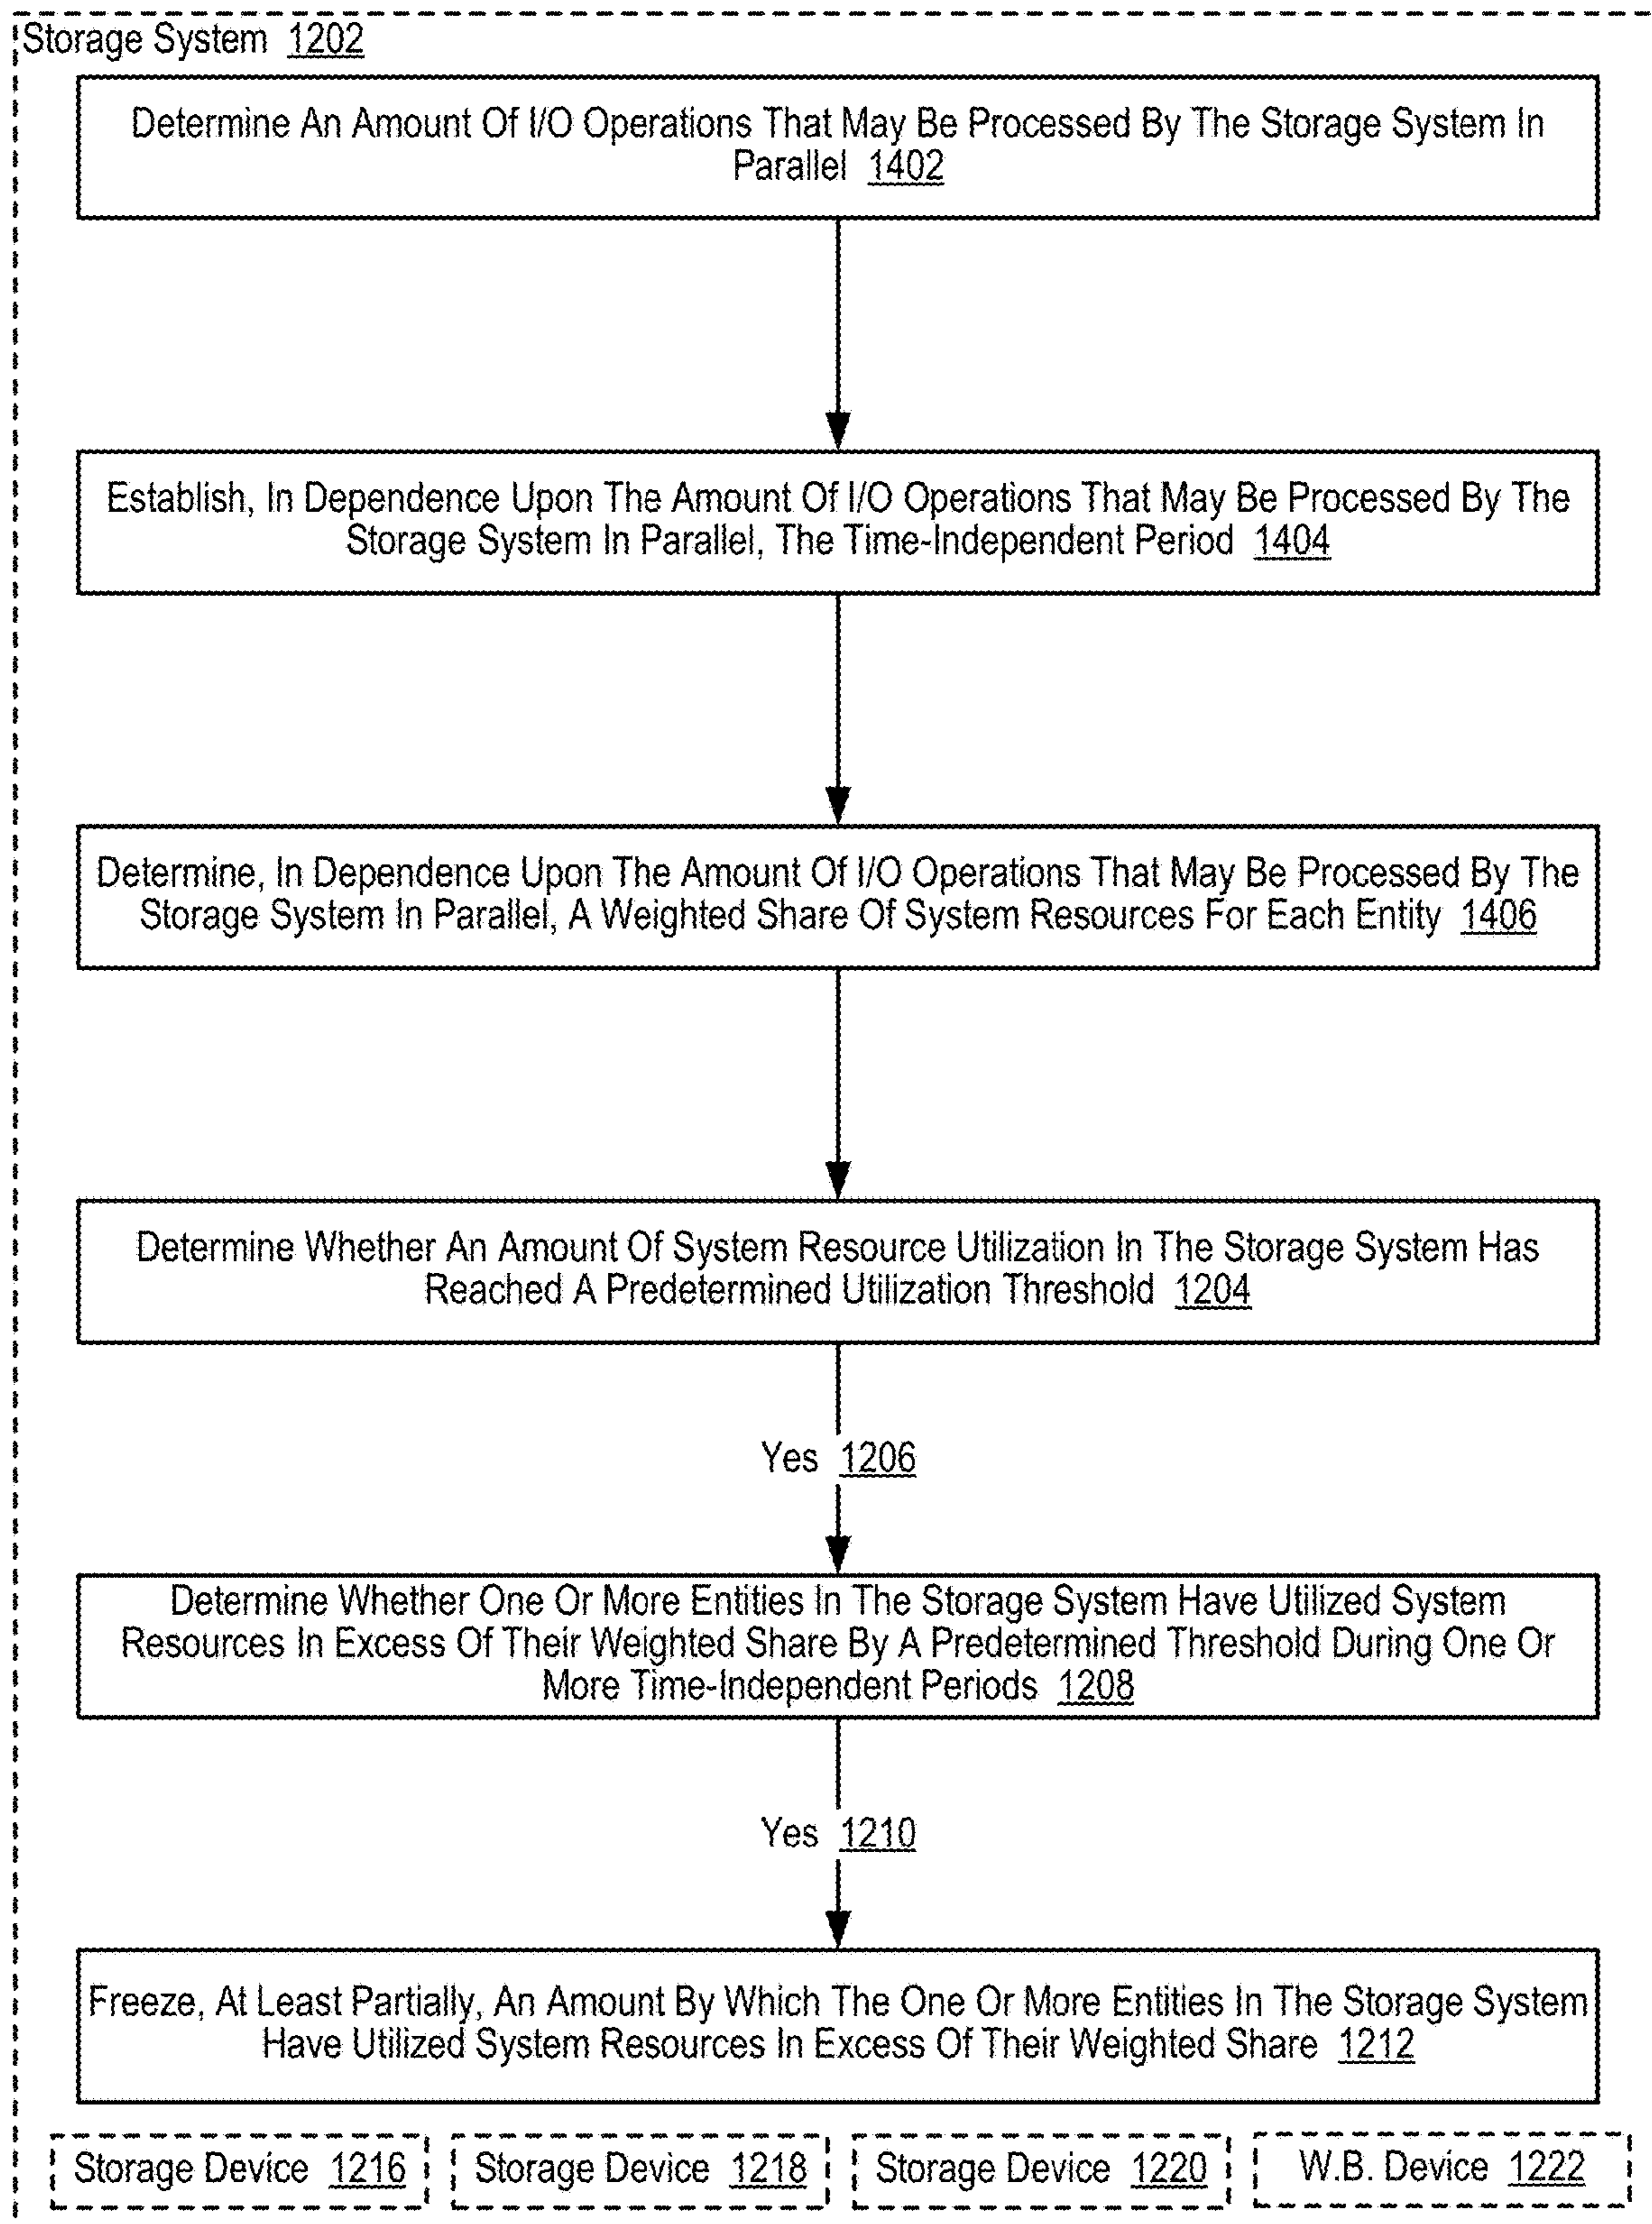 Storage System 1202
Determine An Amount Of I/O Operations That May Be Processed By The Storage System In
Parallel 1402
Establish, In Dependence Upon The Amount Of I/O Operations That May Be Processed By The
Storage System In Parallel, The Time-Independent Period 1404
Determine, In Dependence Upon The Amount Of I/O Operations That May Be Processed By The
Storage System In Parallel, A Weighted Share Of System Resources For Each Entity 1406
Determine Whether An Amount Of System Resource Utilization In The Storage System Has
Reached A Predetermined Utilization Threshold 1204
Yes 1206
Determine Whether One Or More Entities In The Storage System Have Utilized System
Resources In Excess Of Their Weighted Share By A Predetermined Threshold During One Or
More Time-Independent Periods 1208
Yes 1210
Freeze, At Least Partially, An Amount By Which The One Or More Entities In The Storage System
Have Utilized System Resources In Excess Of Their Weighted Share 1212
Storage Device 1216
Storage Device 1218
Storage Device 1220
W.B. Device 1222